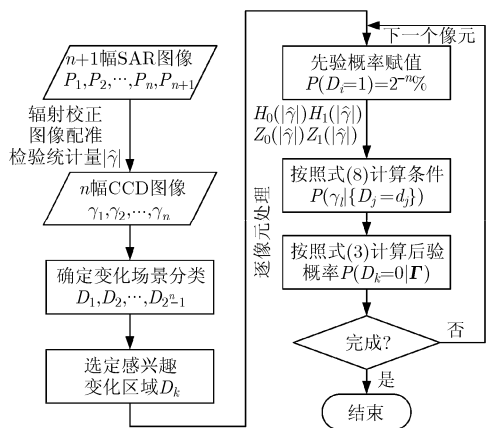 n+1幅SAR图像
P₁,P₂,···,Pₙ,Pₙ₊₁
辐射校正
图像配准
检验统计量|γ̂|
n幅CCD图像
γ₁,γ₂,···,γₙ
确定变化场景分类
D₁,D₂,···,D₂ⁿ₋₁
选定感兴趣
变化区域Dₖ
逐像元处理
下一个像元
先验概率赋值
P(Dᵢ=1)=2⁻ⁿ%
H₀(|γ̂|)H₁(|γ̂|)
Z₀(|γ̂|)Z₁(|γ̂|)
按照式(8)计算条件
P(γₗ|{Dⱼ=dⱼ})
按照式(3)计算后验
概率P(Dₖ=0|Γ)
完成?
否
是
结束